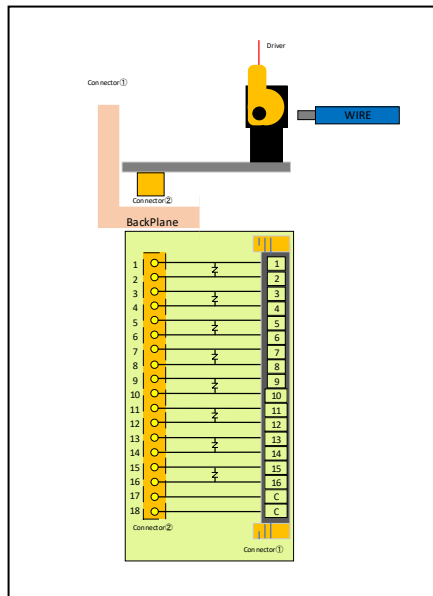 Driver
Connector①
WIRE
Connector②
BackPlane
1 1
2 2
3 3
4 4
5 5
6 6
7 7
8 8
9 9
10 10
11 11
12 12
13 13
14 14
15 15
16 16
17 C
18 C
Connector②
Connector①